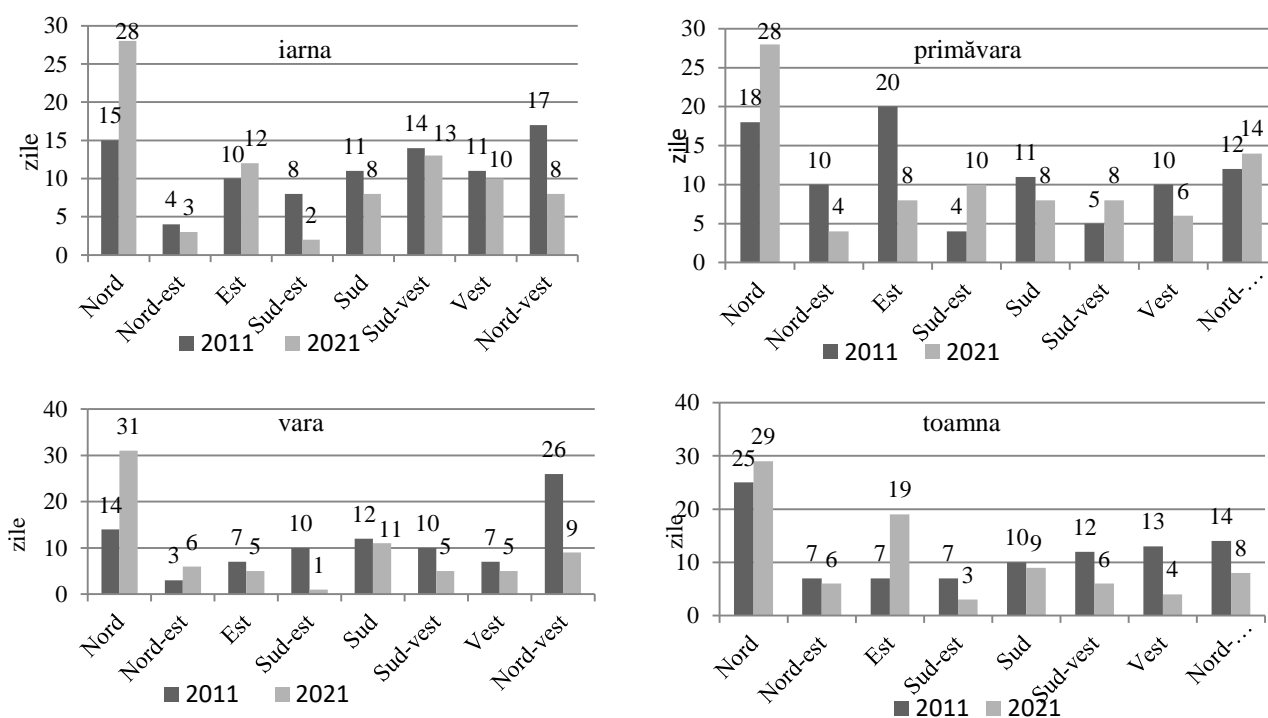 iarna
zile
30
25
20
15
10
5
0
15 4 10 8 11 14 11 17
28 3 12 2 8 13 10 8
Nord Nord-est Est Sud-est Sud Sud-vest Vest Nord-vest
2011 2021
primăvara
zile
30
25
20
15
10
5
0
18 10 20 4 11 5 10 12
28 4 8 10 8 8 6 14
Nord Nord-est Est Sud-est Sud Sud-vest Vest Nord-…
2011 2021
vara
zile
40
30
20
10
0
14 3 7 10 12 10 7 26
31 6 5 1 11 5 5 9
Nord Nord-est Est Sud-est Sud Sud-vest Vest Nord-vest
2011 2021
toamna
zile
40
30
20
10
0
25 7 7 7 10 12 13 14
29 6 19 3 9 6 4 8
Nord Nord-est Est Sud-est Sud Sud-vest Vest Nord-…
2011 2021